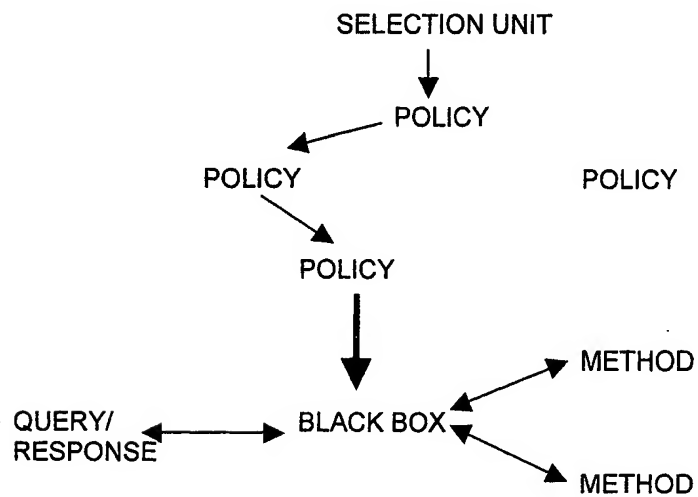 SELECTION UNIT
POLICY
POLICY
POLICY
POLICY
METHOD
QUERY/
RESPONSE
BLACK BOX
METHOD